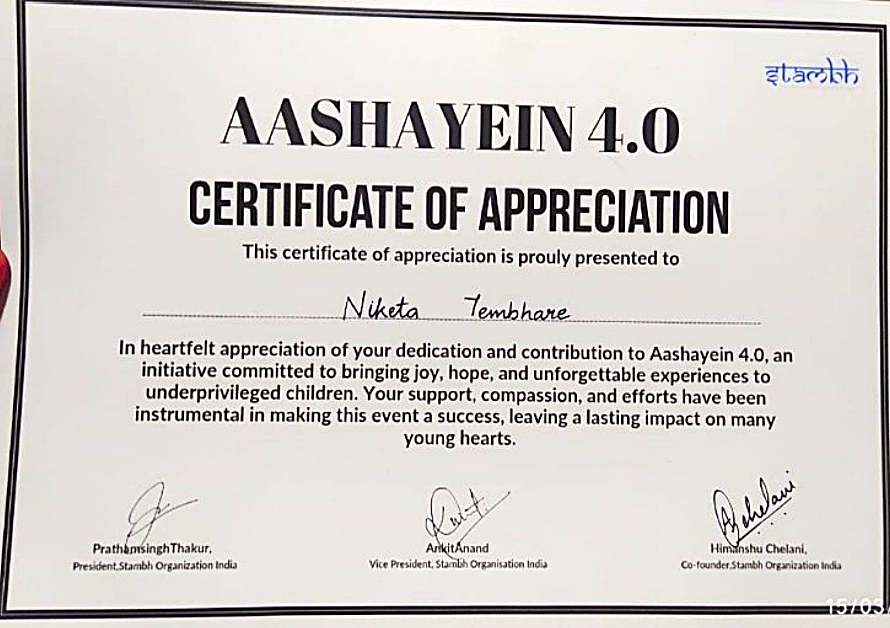 stambh
AASHAYEIN 4.0
CERTIFICATE OF APPRECIATION
This certificate of appreciation is prouly presented to
Niketa Tembhare
In heartfelt appreciation of your dedication and contribution to Aashayein 4.0, an
initiative committed to bringing joy, hope, and unforgettable experiences to
underprivileged children. Your support, compassion, and efforts have been
instrumental in making this event a success, leaving a lasting impact on many
young hearts.
Chelani
PrathamsinghThakur, AnkitAnand Himanshu Chelani,
President,Stambh Organization India Vice President, Stambh Organisation India Co-founder,Stambh Organization India
15/03/